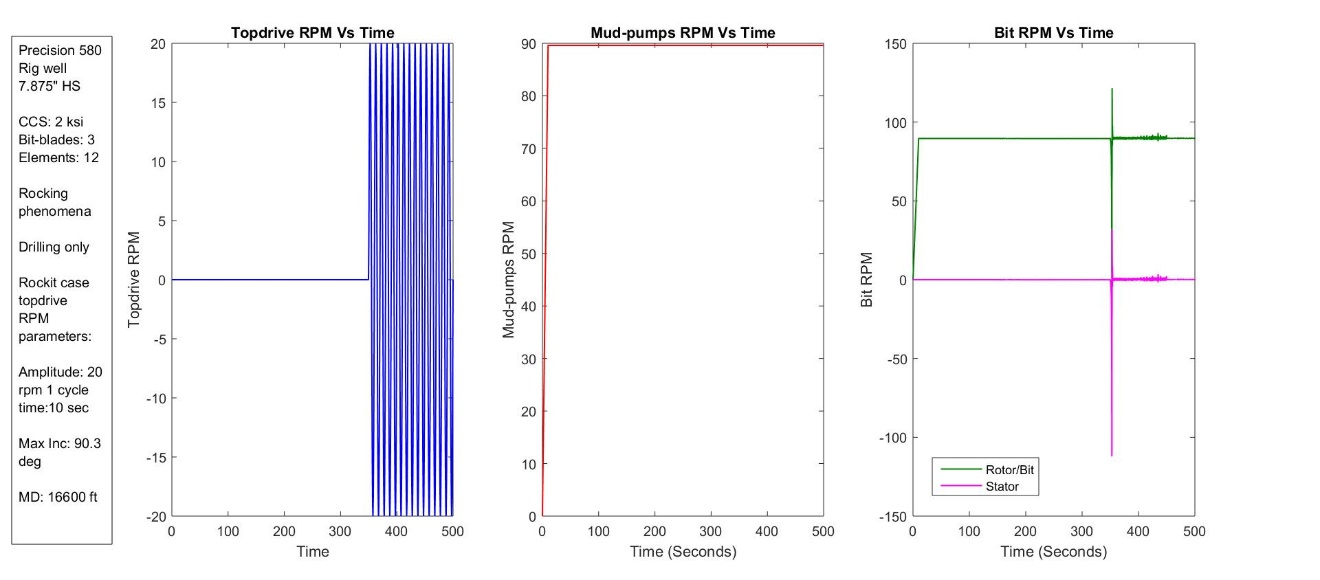 Precision 580
Rig well
7.875" HS
CCS: 2 ksi
Bit-blades: 3
Elements: 12
Rocking
phenomena
Drilling only
Rockit case
topdrive
RPM
parameters:
Amplitude: 20
rpm 1 cycle
time:10 sec
Max Inc: 90.3
deg
MD: 16600 ft
Topdrive RPM Vs Time
Topdrive RPM
20
15
10
5
0
-5
-10
-15
-20
0 100 200 300 400 500
Time
Mud-pumps RPM Vs Time
Mud-pumps RPM
90
80
70
60
50
40
30
20
10
0
0 100 200 300 400 500
Time (Seconds)
Bit RPM Vs Time
Bit RPM
150
100
50
0
-50
-100
-150
Rotor/Bit
Stator
0 100 200 300 400 500
Time (Seconds)